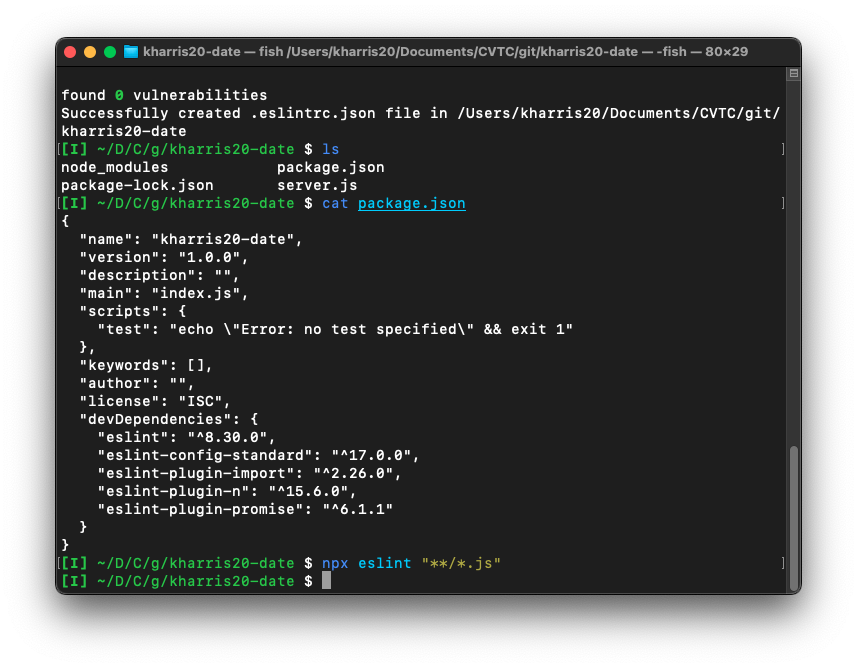 kharris20-date — fish /Users/kharris20/Documents/CVTC/git/kharris20-date — -fish — 80×29
found 0 vulnerabilities
Successfully created .eslintrc.json file in /Users/kharris20/Documents/CVTC/git/
kharris20-date
[[I] ~/D/C/g/kharris20-date $ ls ]
node_modules            package.json
package-lock.json       server.js
[[I] ~/D/C/g/kharris20-date $ cat package.json ]
{
  "name": "kharris20-date",
  "version": "1.0.0",
  "description": "",
  "main": "index.js",
  "scripts": {
    "test": "echo \"Error: no test specified\" && exit 1"
  },
  "keywords": [],
  "author": "",
  "license": "ISC",
  "devDependencies": {
    "eslint": "^8.30.0",
    "eslint-config-standard": "^17.0.0",
    "eslint-plugin-import": "^2.26.0",
    "eslint-plugin-n": "^15.6.0",
    "eslint-plugin-promise": "^6.1.1"
  }
}
[[I] ~/D/C/g/kharris20-date $ npx eslint "**/*.js" ]
[I] ~/D/C/g/kharris20-date $